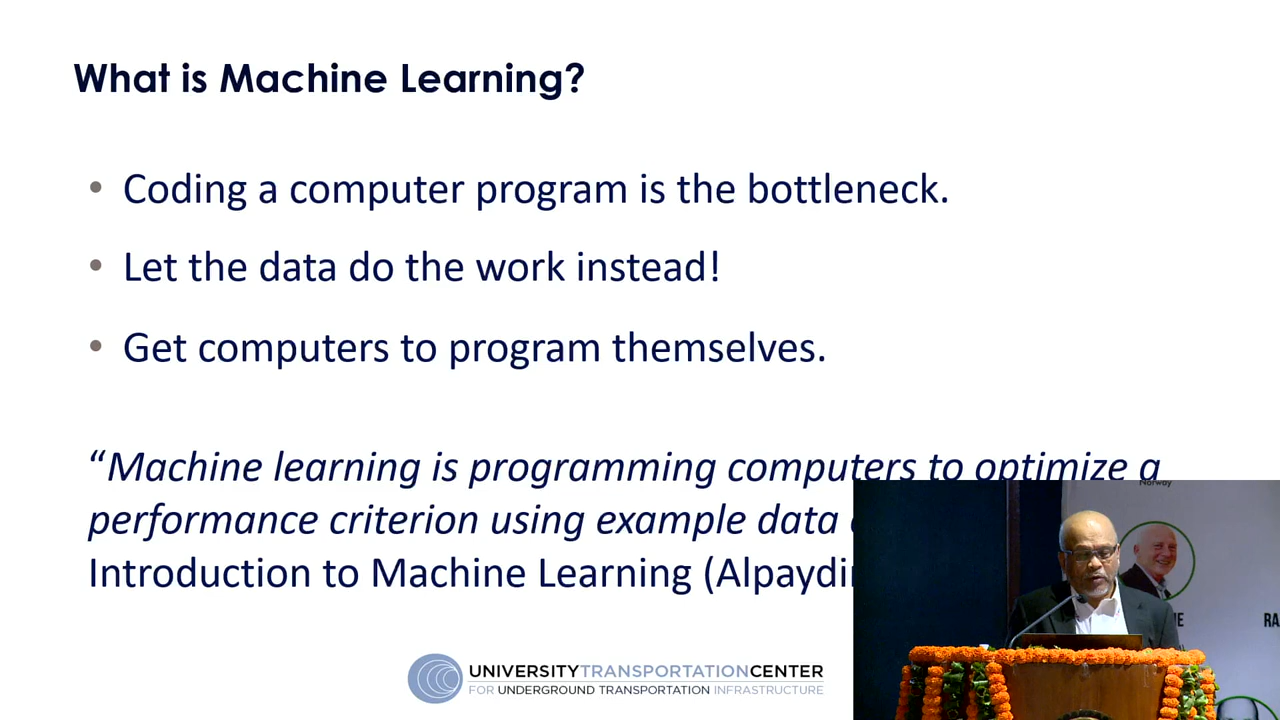 What is Machine Learning?
• Coding a computer program is the bottleneck.
• Let the data do the work instead!
• Get computers to program themselves.
“Machine learning is programming computers to optimize a
performance criterion using example data
Introduction to Machine Learning
Norway
UNIVERSITYTRANSPORTATIONCENTER
FOR UNDERGROUND TRANSPORTATION INFRASTRUCTURE